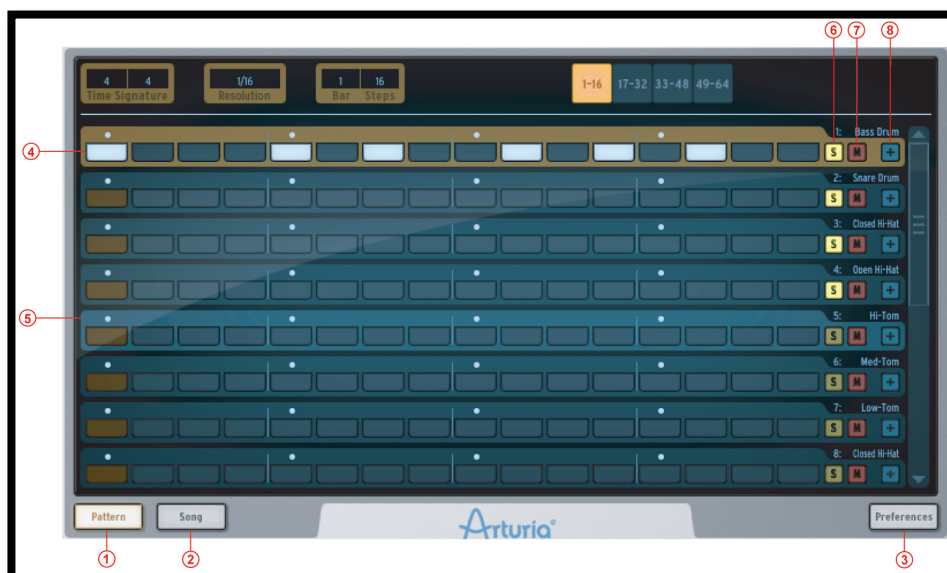 ⑥ ⑦ ⑧
4 4 1/16 1 16 1-16 17-32 33-48 49-64
Time Signature Resolution Bar Steps
1: Bass Drum
④ S M +
2: Snare Drum
S M +
3: Closed Hi-Hat
S M +
4: Open Hi-Hat
S M +
⑤ 5: Hi-Tom
S M +
6: Med-Tom
S M +
7: Low-Tom
S M +
8: Closed Hi-Hat
S M +
Pattern Song Arturia® Preferences
① ② ③